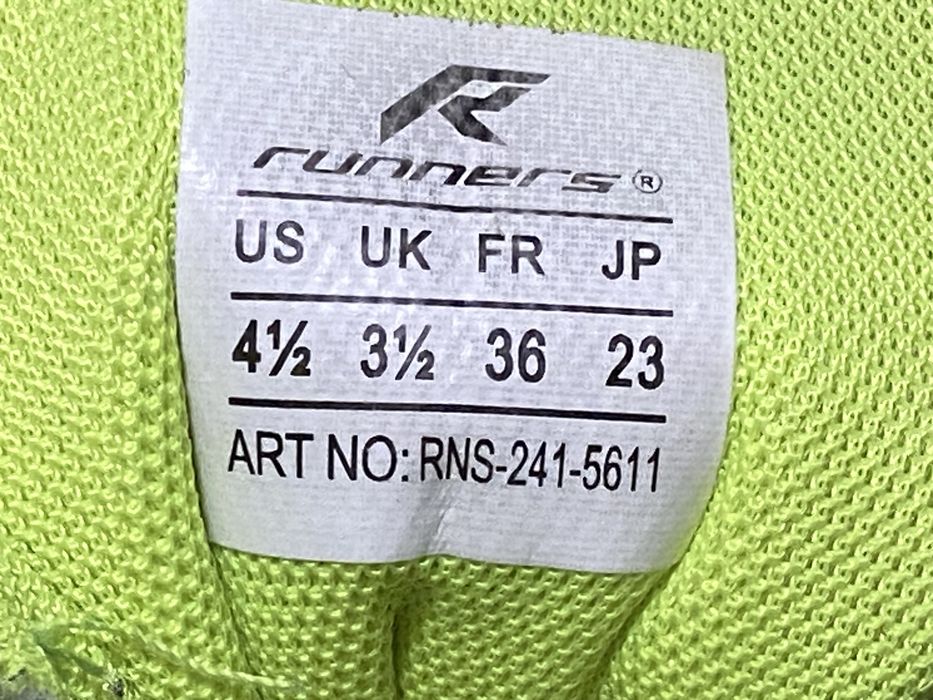 runners ®
US UK FR JP
4½ 3½ 36 23
ART NO: RNS-241-5611